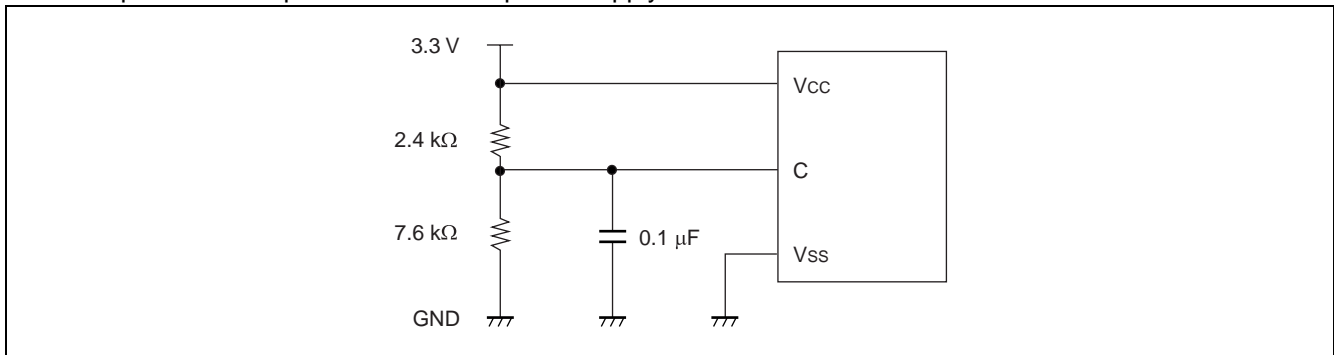 3.3 V
VCC
2.4 kΩ
C
7.6 kΩ
0.1 μF
VSS
GND